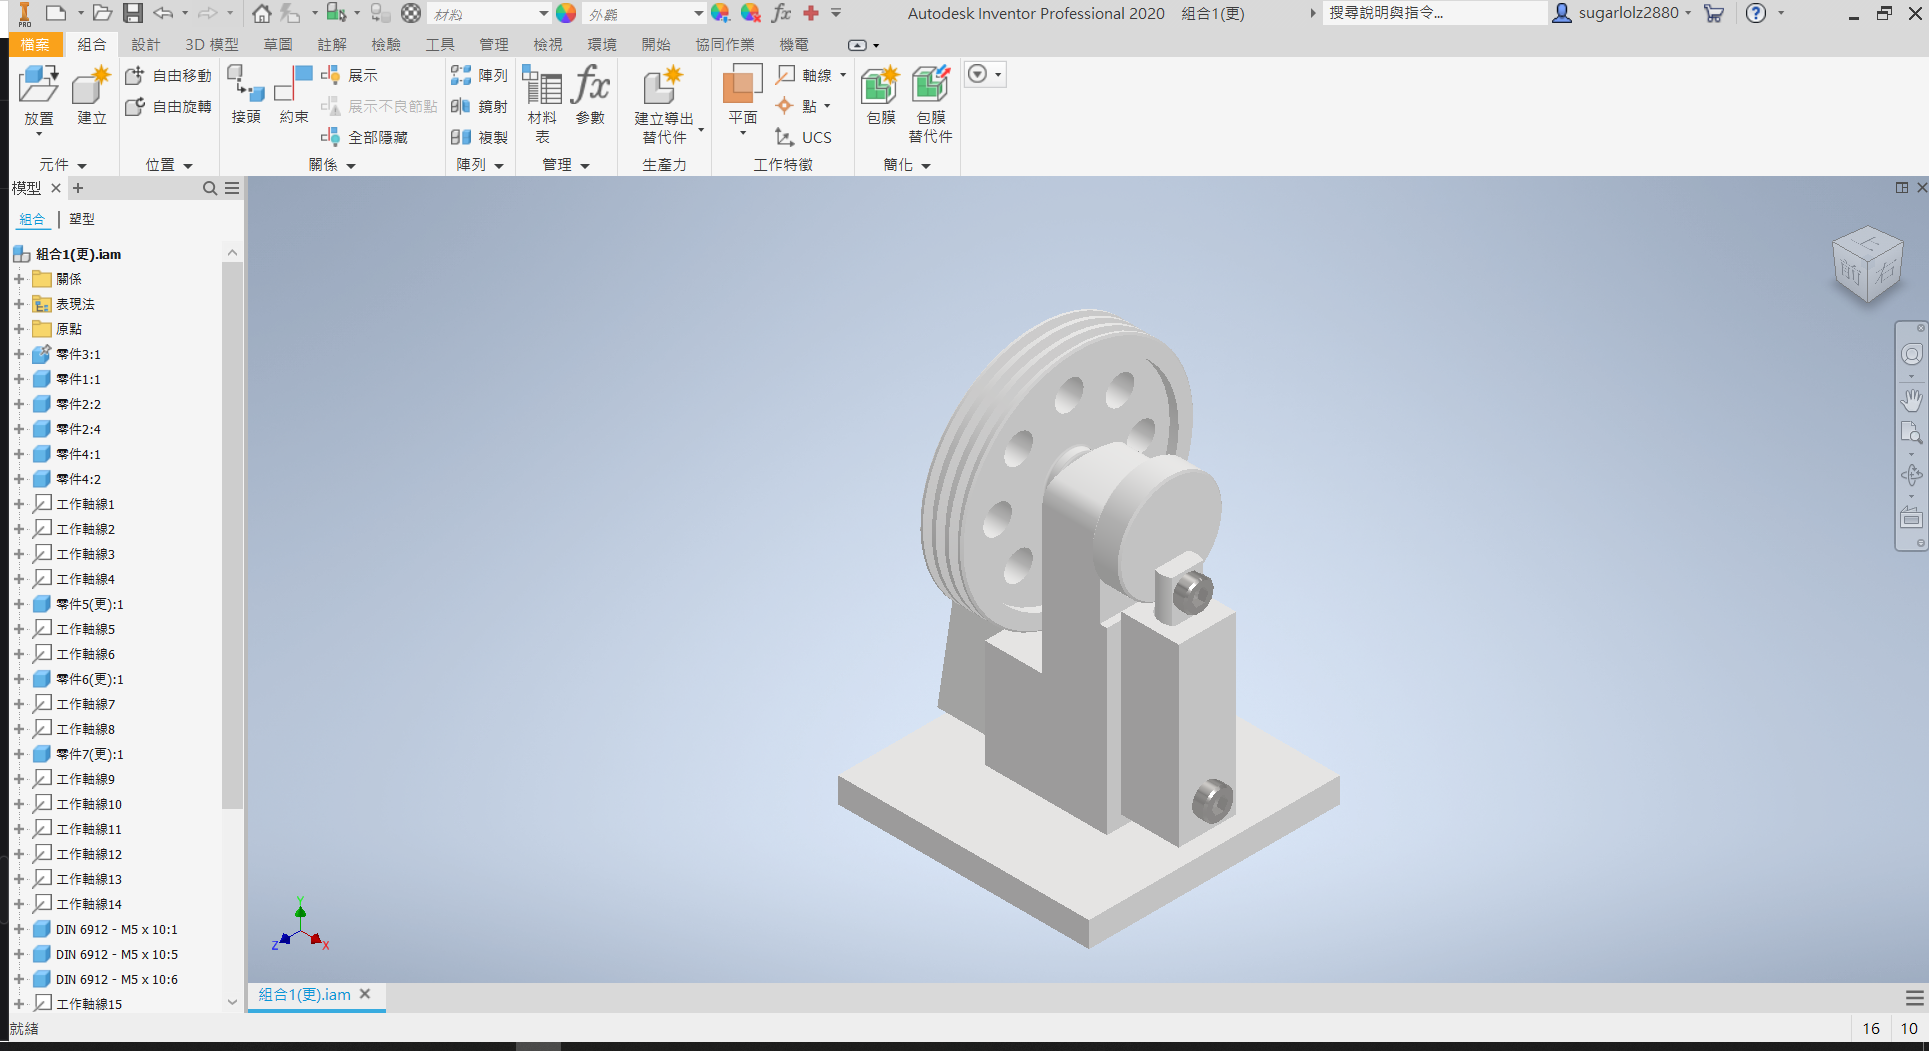 PRO
材料
外觀
fx
Autodesk Inventor Professional 2020 組合1(更)
搜尋說明與指令...
sugarlolz2880
檔案 組合 設計 3D 模型 草圖 註解 檢驗 工具 管理 檢視 環境 開始 協同作業 機電
放置
建立
自由移動
自由旋轉
接頭
約束
展示
展示不良節點
全部隱藏
陣列
鏡射
複製
材料表
fx
參數
建立導出
替代件
平面
軸線
點
UCS
包膜
包膜
替代件
元件 位置 關係 陣列 管理 生產力 工作特徵 簡化
模型
組合 | 塑型
組合1(更).iam
關係
表現法
原點
零件3:1
零件1:1
零件2:2
零件2:4
零件4:1
零件4:2
工作軸線1
工作軸線2
工作軸線3
工作軸線4
零件5(更):1
工作軸線5
工作軸線6
零件6(更):1
工作軸線7
工作軸線8
零件7(更):1
工作軸線9
工作軸線10
工作軸線11
工作軸線12
工作軸線13
工作軸線14
DIN 6912 - M5 x 10:1
DIN 6912 - M5 x 10:5
DIN 6912 - M5 x 10:6
工作軸線15
上
前
右
Y
Z
X
組合1(更).iam
就緒
16 10